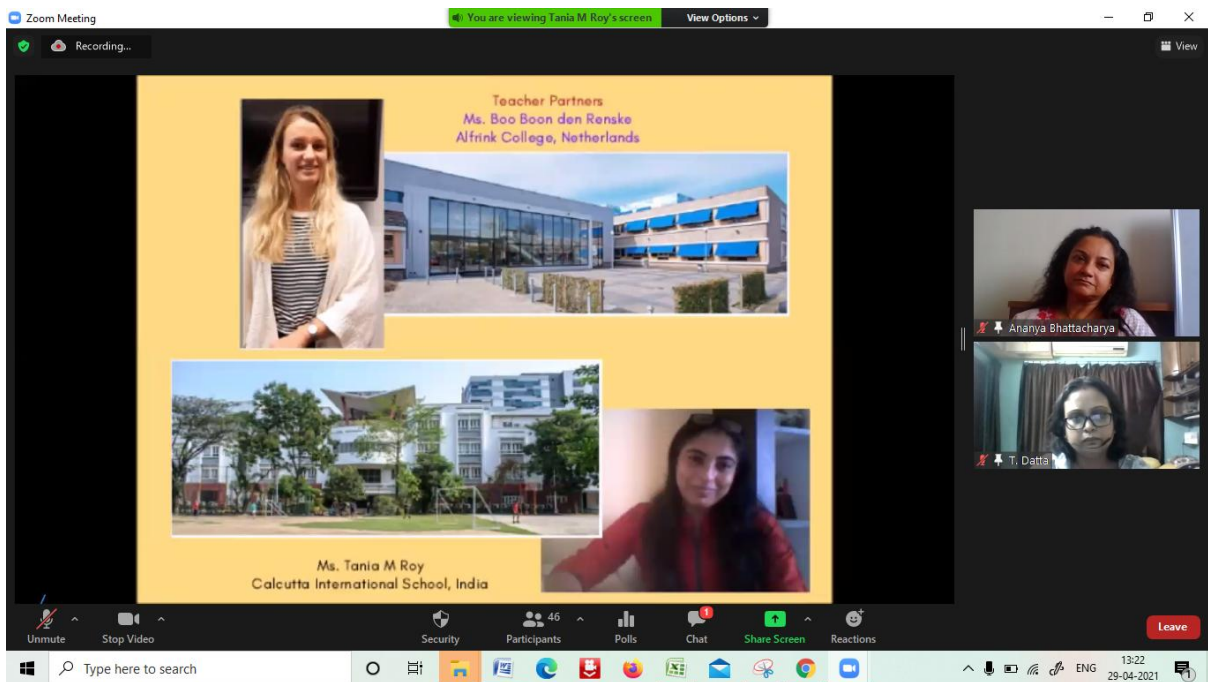 Zoom Meeting
You are viewing Tania M Roy's screen
View Options
Recording...
View
Teacher Partners
Ms. Boo Boon den Renske
Alfrink College, Netherlands
Ananya Bhattacharya
T. Datta
Ms. Tania M Roy
Calcutta International School, India
Unmute
Stop Video
Security
46
Participants
Polls
1
Chat
Share Screen
Reactions
Leave
Type here to search
ENG
13:22
29-04-2021
1